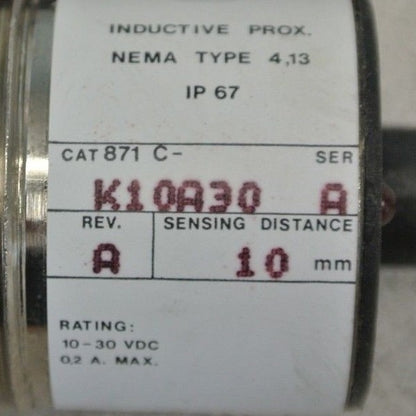 INDUCTIVE PROX.
NEMA TYPE 4,13
IP 67
CAT 871 C- SER
K10A30 A
REV. SENSING DISTANCE
A 10 mm
RATING:
10-30 VDC
0.2 A. MAX.